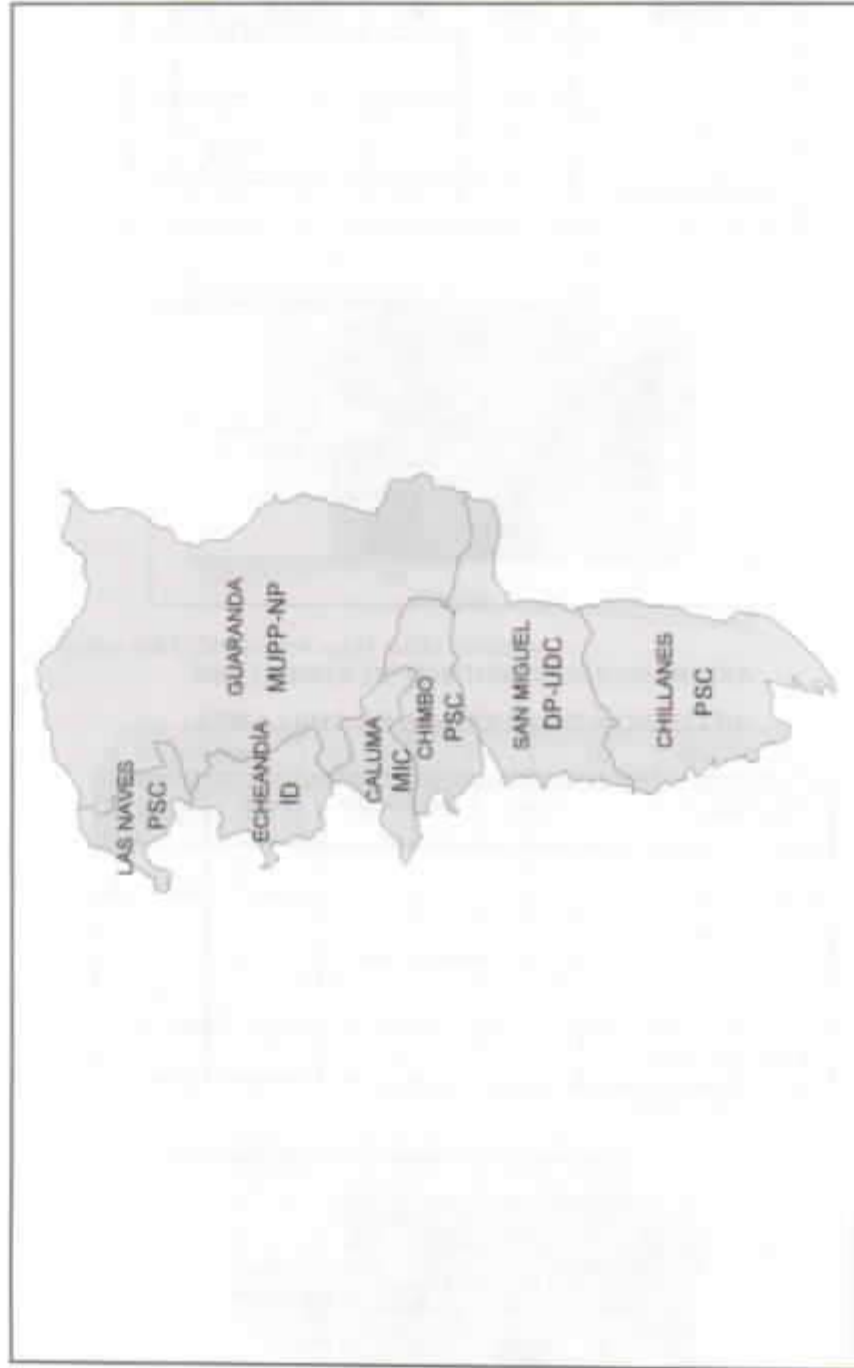 LAS NAVES
PSC
GUARANDA
MUPP-NP
ECHEANDIA
ID
CALUMA
MIC
CHIMBO
PSC
SAN MIGUEL
DP-UDC
CHILLANES
PSC